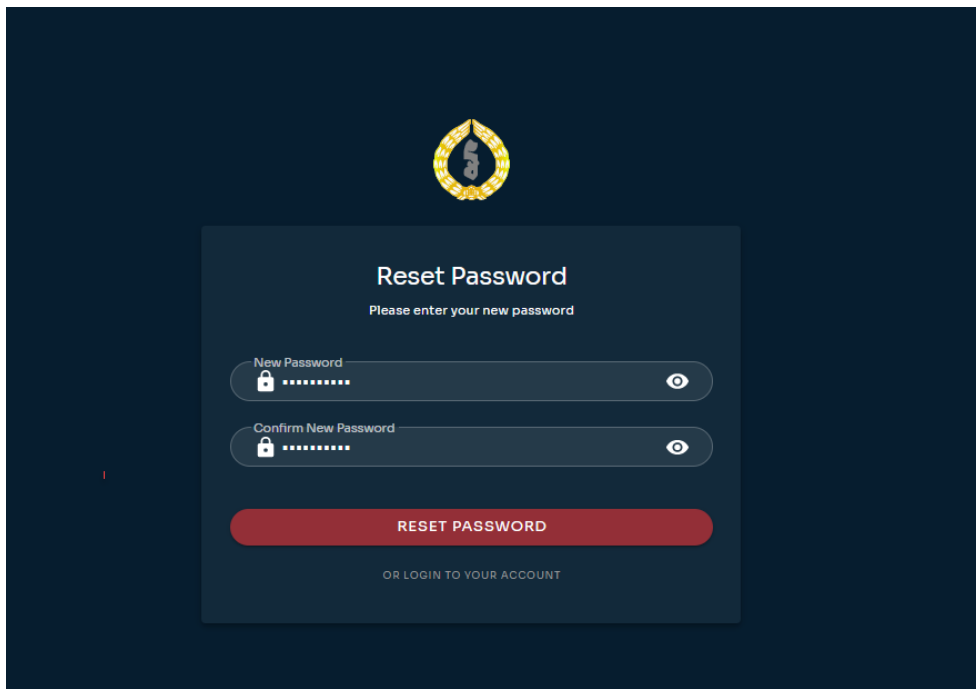 Reset Password
Please enter your new password
New Password
••••••••••
Confirm New Password
••••••••••
RESET PASSWORD
OR LOGIN TO YOUR ACCOUNT